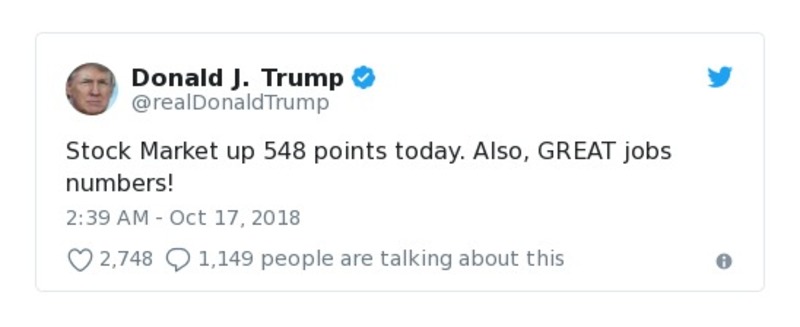 Donald J. Trump
@realDonaldTrump
Stock Market up 548 points today. Also, GREAT jobs
numbers!
2:39 AM - Oct 17, 2018
2,748 1,149 people are talking about this